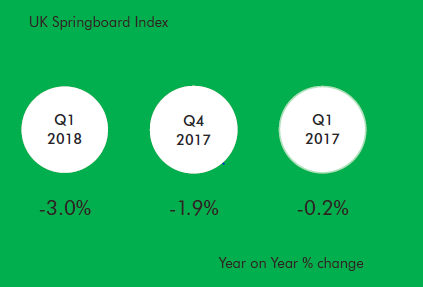 UK Springboard Index
Q1
2018
Q4
2017
Q1
2017
-3.0%
-1.9%
-0.2%
Year on Year % change